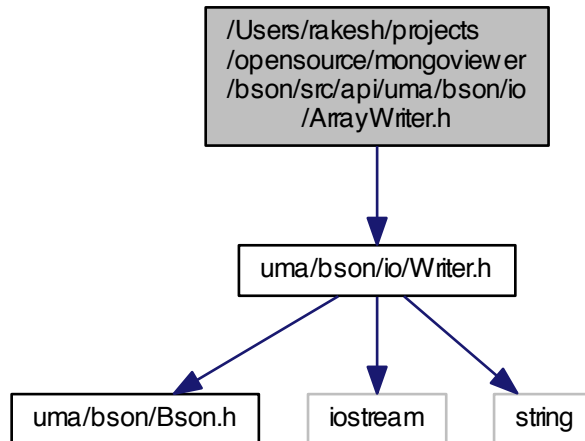 /Users/rakesh/projects
/opensource/mongoviewer
/bson/src/api/uma/bson/io
/ArrayWriter.h
uma/bson/io/Writer.h
uma/bson/Bson.h
iostream
string